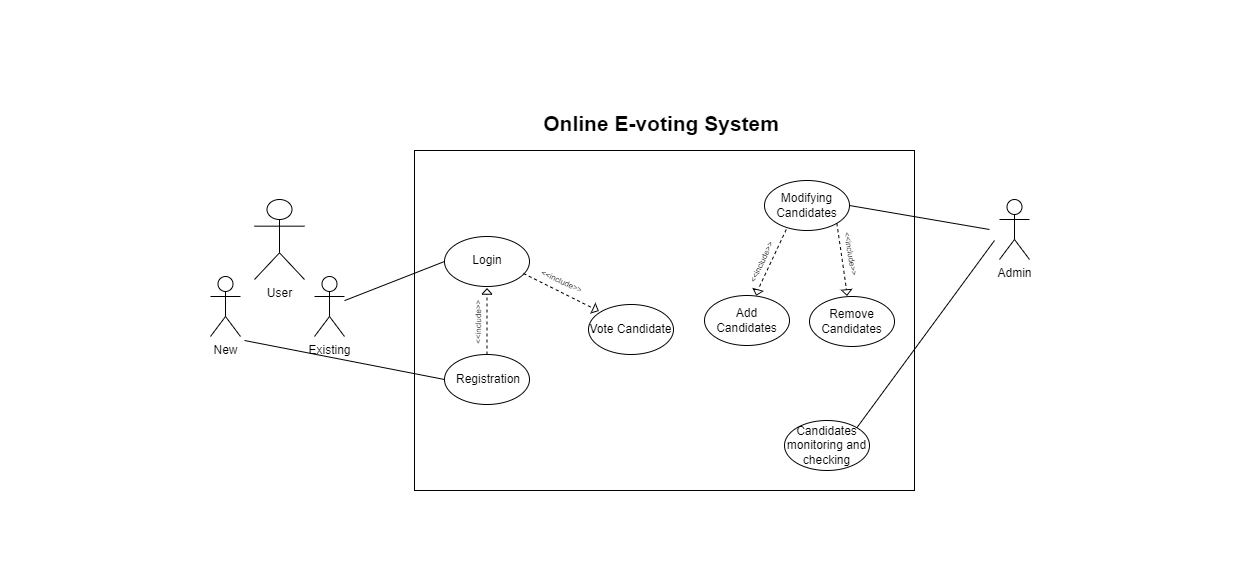 Online E-voting System
Modifying
Candidates
Login
<<include>>
<<include>>
<<include>>
User
Admin
<<include>>
Add
Candidates
Remove
Candidates
Vote Candidate
New
Existing
Registration
Candidates
monitoring and
checking